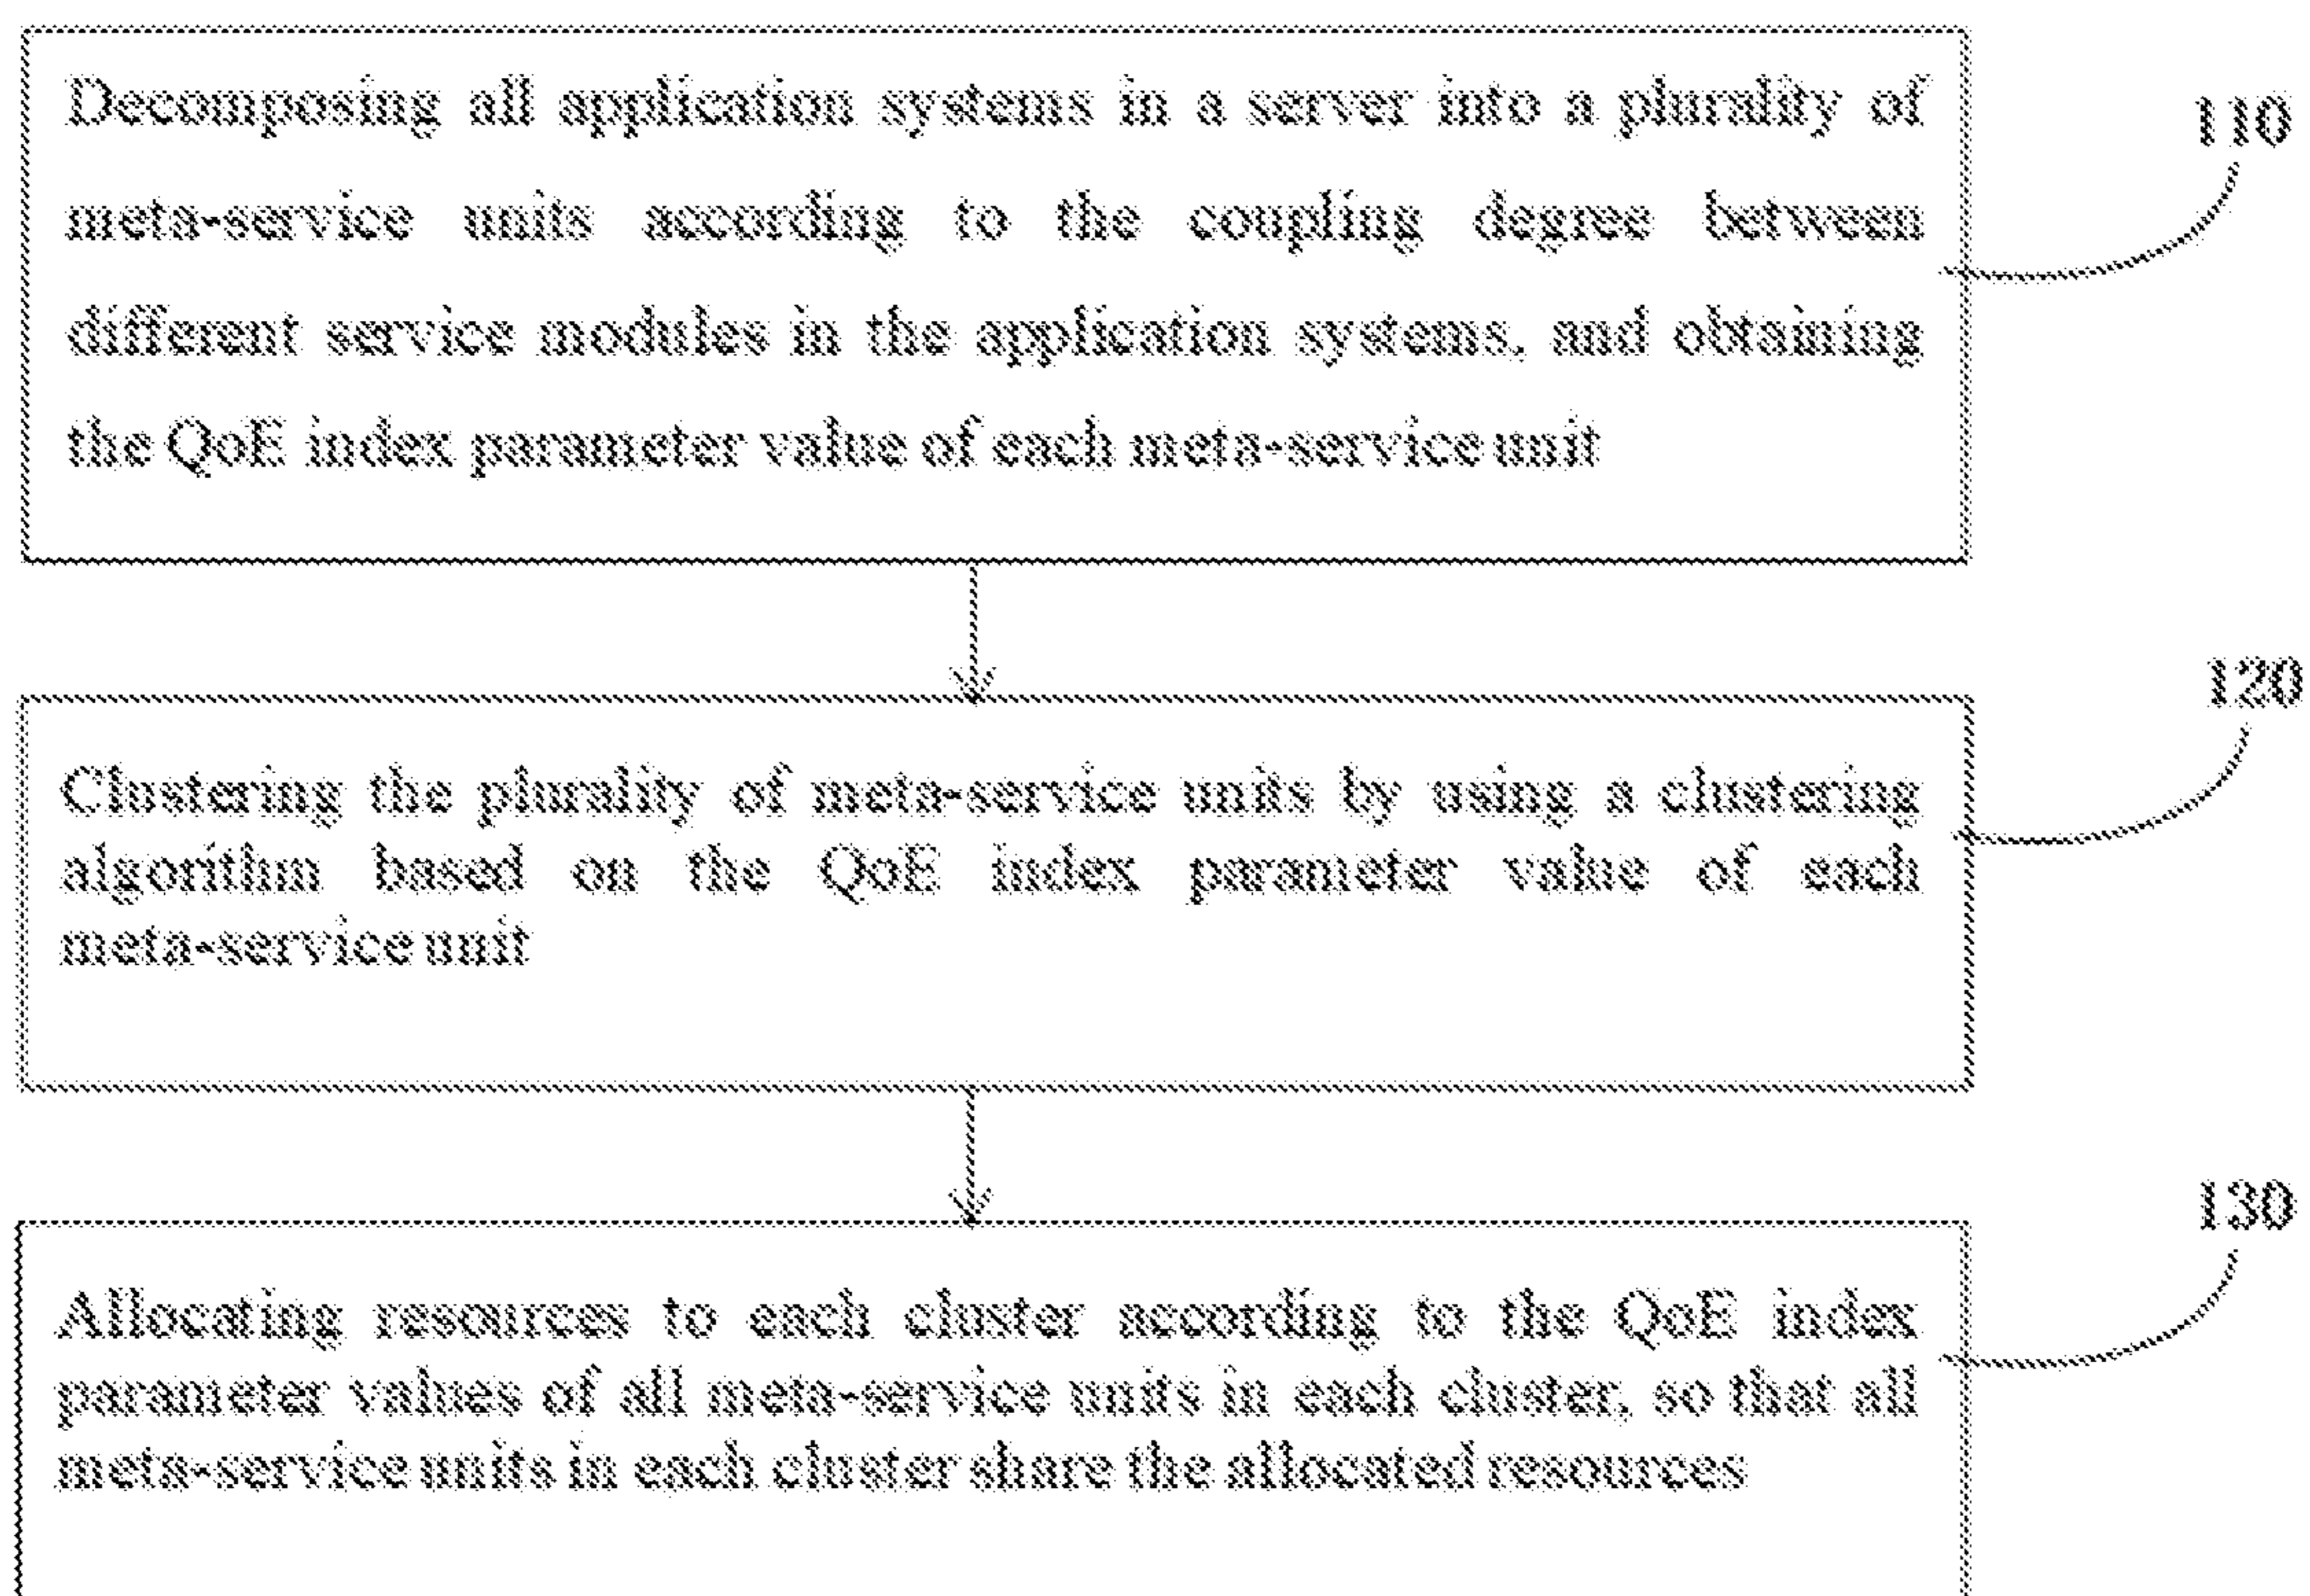 Decomposing all application systems in a server into a plurality of
110
meta-service units according to the coupling degree between
different service modules in the application systems, and obtaining
the QoE index parameter value of each meta-service unit
120
Clustering the plurality of meta-service units by using a clustering
algorithm based on the QoE index parameter value of each
meta-service unit
130
Allocating resources to each cluster according to the QoE index
parameter values of all meta-service units in each cluster, so that all
meta-service units in each cluster share the allocated resources